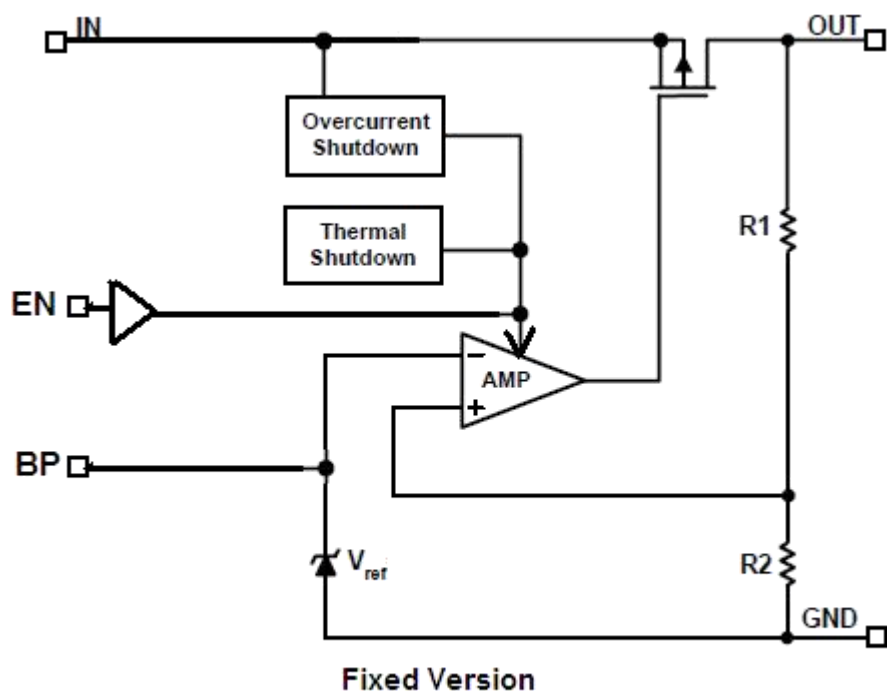 IN
OUT
Overcurrent
Shutdown
Thermal
Shutdown
R1
EN
−
AMP
+
BP
Vref
R2
GND
Fixed Version